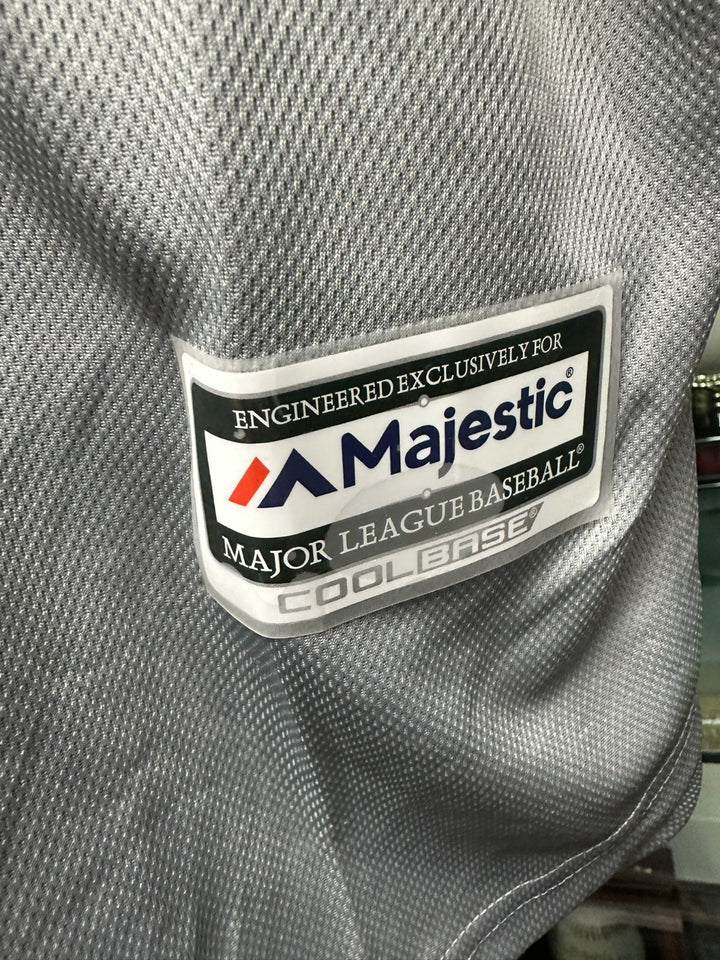 ENGINEERED EXCLUSIVELY FOR
Majestic®
MAJOR LEAGUE BASEBALL®
COOLBASE®